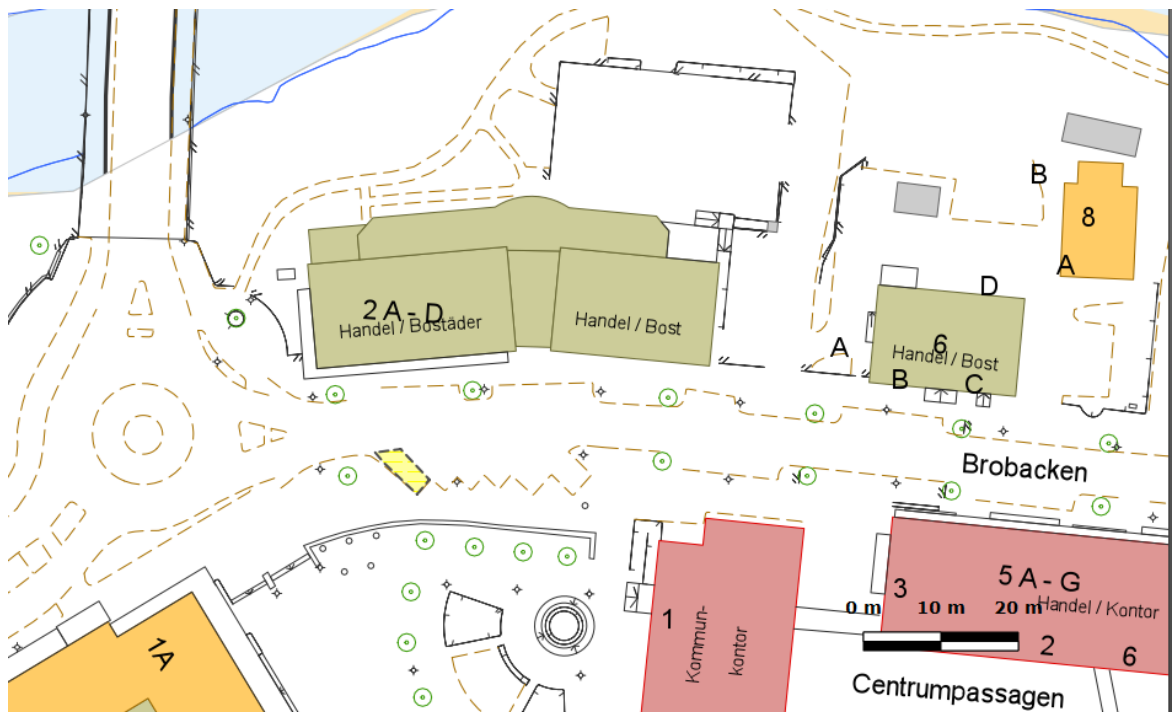 B
8
A
D
2 A - D
Handel / Bostäder
Handel / Bost
A
6
Handel / Bost
B
C
Brobacken
5 A - G
3
0 m 10 m 20 m
Handel / Kontor
1
Kommun-
kontor
1A
2
6
Centrumpassagen